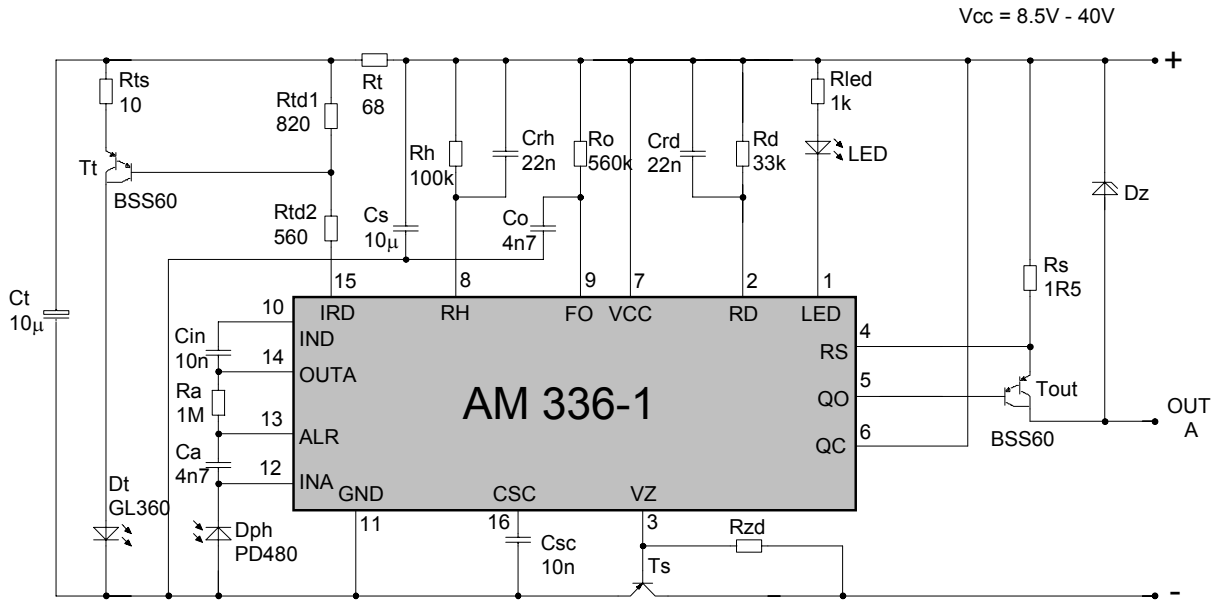 Vcc = 8.5V - 40V
+
Rts
10
Rt
68
Rled
1k
Rtd1
820
Crh
22n
Ro
560k
Crd
22n
Rd
33k
LED
Tt
Rh
100k
BSS60
Dz
Rtd2
560
Cs
10µ
Co
4n7
Rs
1R5
15
8
9
7
2
1
Ct
10µ
10
IRD
RH
FO
VCC
RD
LED
4
Cin
10n
IND
RS
14
OUTA
5
Tout
Ra
1M
AM 336-1
QO
OUT
A
13
ALR
6
BSS60
Ca
4n7
12
QC
INA
Dt
GL360
GND
CSC
VZ
11
16
3
Rzd
Dph
PD480
Csc
10n
Ts
-